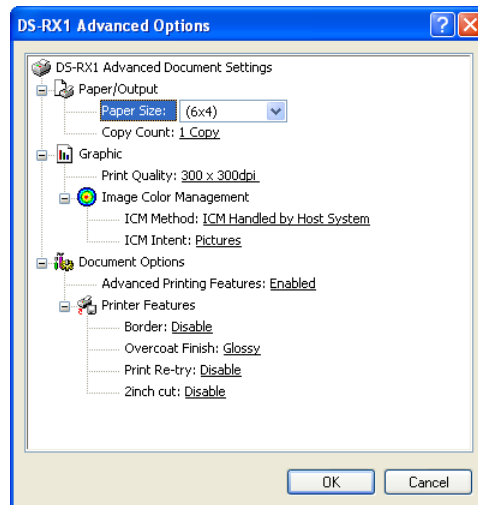 DS-RX1 Advanced Options
DS-RX1 Advanced Document Settings
Paper/Output
Paper Size: (6x4)
Copy Count: 1 Copy
Graphic
Print Quality: 300 x 300dpi
Image Color Management
ICM Method: ICM Handled by Host System
ICM Intent: Pictures
Document Options
Advanced Printing Features: Enabled
Printer Features
Border: Disable
Overcoat Finish: Glossy
Print Re-try: Disable
2inch cut: Disable
OK Cancel